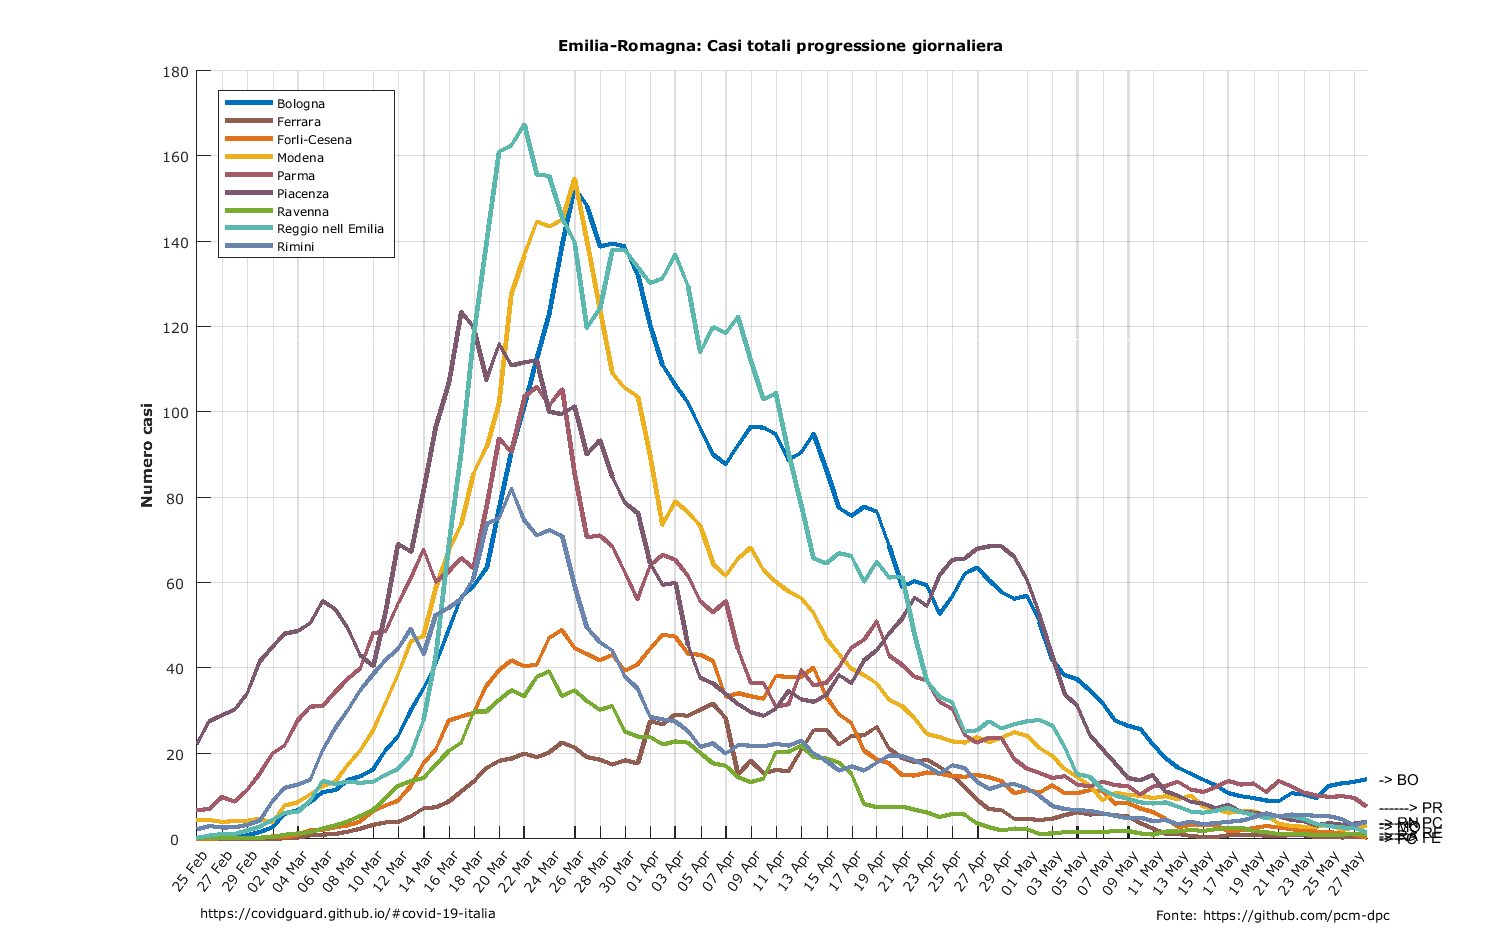 Emilia-Romagna: Casi totali progressione giornaliera
Numero casi
180
160
140
120
100
80
60
40
20
0
Bologna
Ferrara
Forli-Cesena
Modena
Parma
Piacenza
Ravenna
Reggio nell Emilia
Rimini
25 Feb
27 Feb
29 Feb
02 Mar
04 Mar
06 Mar
08 Mar
10 Mar
12 Mar
14 Mar
16 Mar
18 Mar
20 Mar
22 Mar
24 Mar
26 Mar
28 Mar
30 Mar
01 Apr
03 Apr
05 Apr
07 Apr
09 Apr
11 Apr
13 Apr
15 Apr
17 Apr
19 Apr
21 Apr
23 Apr
25 Apr
27 Apr
29 Apr
01 May
03 May
05 May
07 May
09 May
11 May
13 May
15 May
17 May
19 May
21 May
23 May
25 May
27 May
-> BO
------> PR
PC
RE
FE
https://covidguard.github.io/#covid-19-italia
Fonte: https://github.com/pcm-dpc